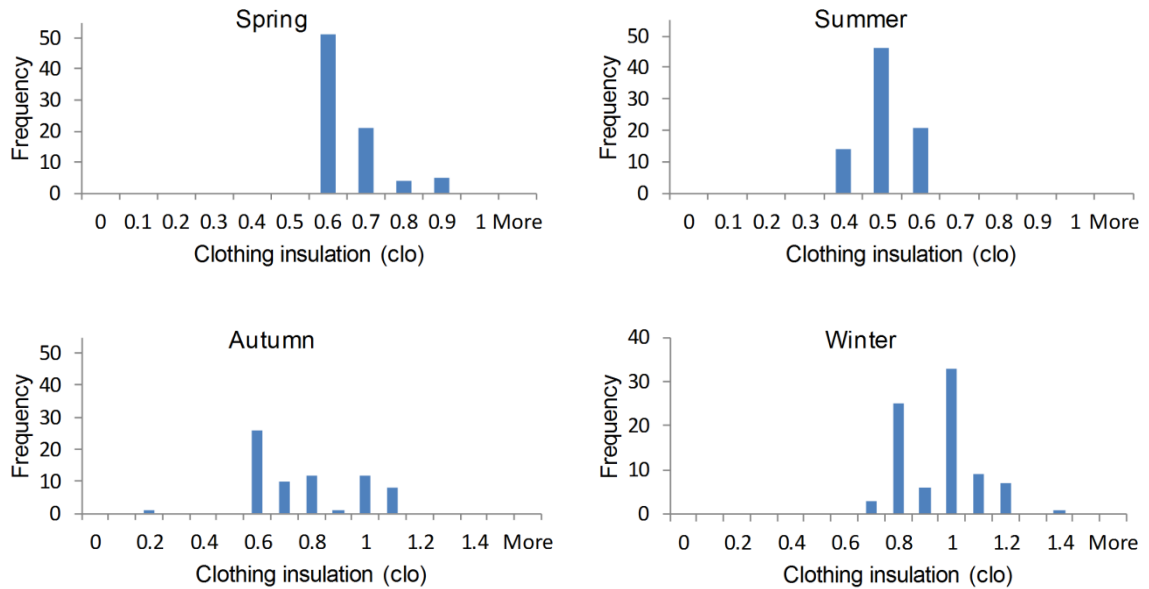 Spring
Frequency
50
40
30
20
10
0
0 0.1 0.2 0.3 0.4 0.5 0.6 0.7 0.8 0.9 1 More
Clothing insulation (clo)
Summer
Frequency
50
40
30
20
10
0
0 0.1 0.2 0.3 0.4 0.5 0.6 0.7 0.8 0.9 1 More
Clothing insulation (clo)
Autumn
Frequency
50
40
30
20
10
0
0 0.2 0.4 0.6 0.8 1 1.2 1.4 More
Clothing insulation (clo)
Winter
Frequency
40
30
20
10
0
0 0.2 0.4 0.6 0.8 1 1.2 1.4 More
Clothing insulation (clo)